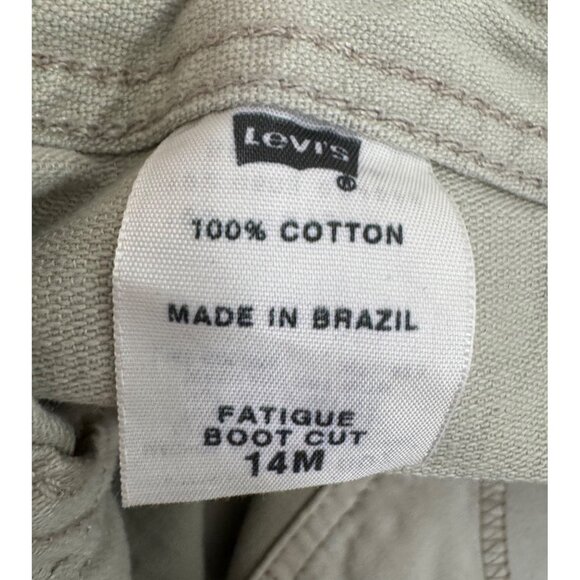 Levi's
®
100% COTTON
MADE IN BRAZIL
FATIGUE
BOOT CUT
14M